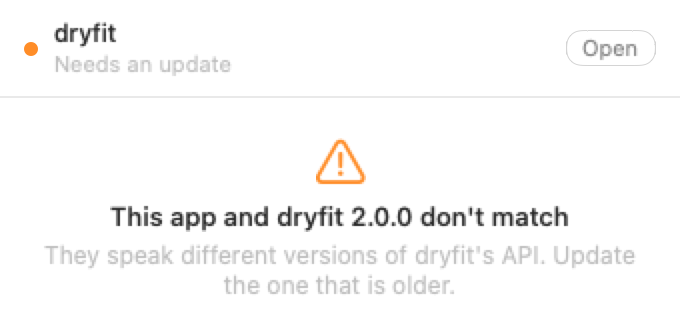 dryfit
Needs an update
Open
This app and dryfit 2.0.0 don't match
They speak different versions of dryfit's API. Update
the one that is older.